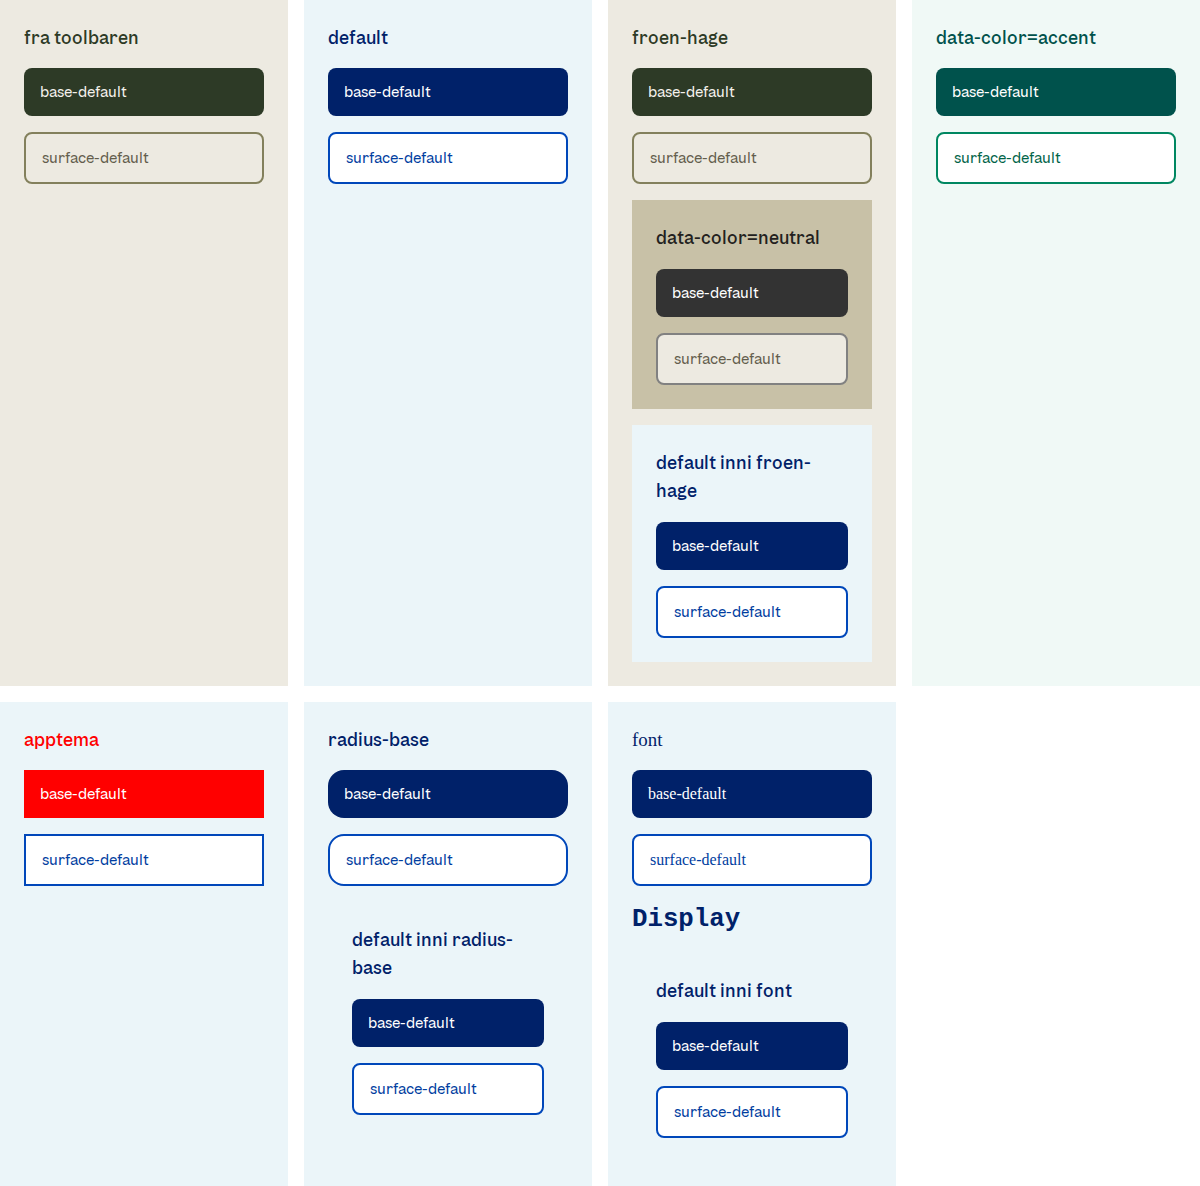 fra toolbaren
base-default
surface-default
default
base-default
surface-default
froen-hage
base-default
surface-default
data-color=neutral
base-default
surface-default
default inni froen-
hage
base-default
surface-default
data-color=accent
base-default
surface-default
apptema
base-default
surface-default
radius-base
base-default
surface-default
default inni radius-
base
base-default
surface-default
font
base-default
surface-default
Display
default inni font
base-default
surface-default